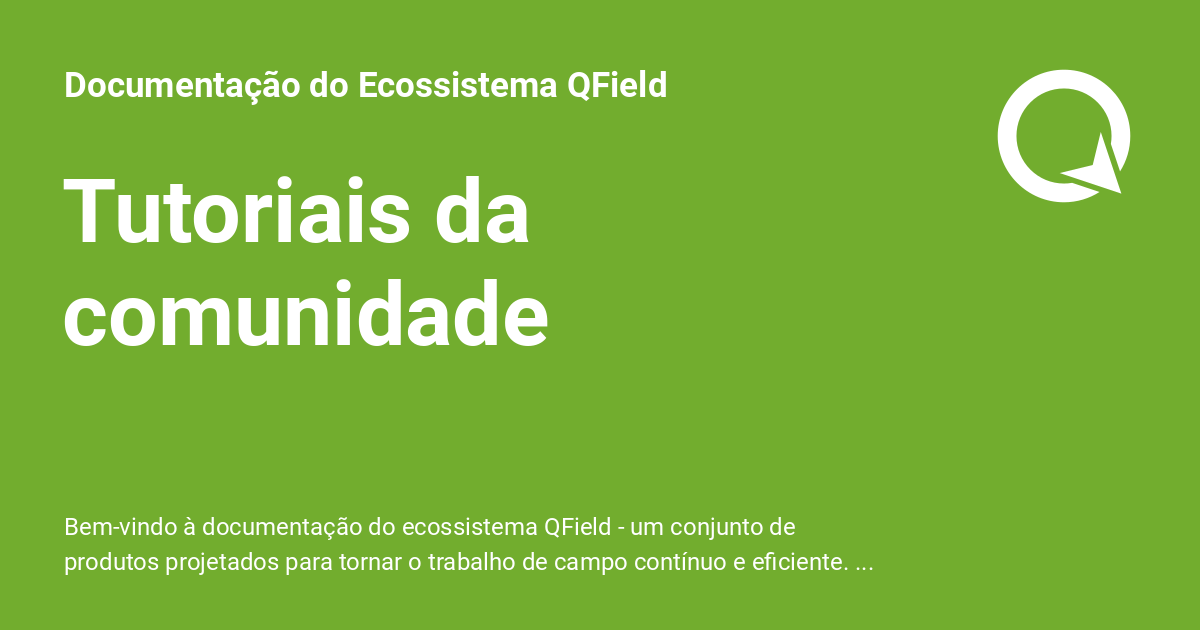 Documentação do Ecossistema QField
Tutoriais da
comunidade
Bem-vindo à documentação do ecossistema QField - um conjunto de
produtos projetados para tornar o trabalho de campo contínuo e eficiente. ...